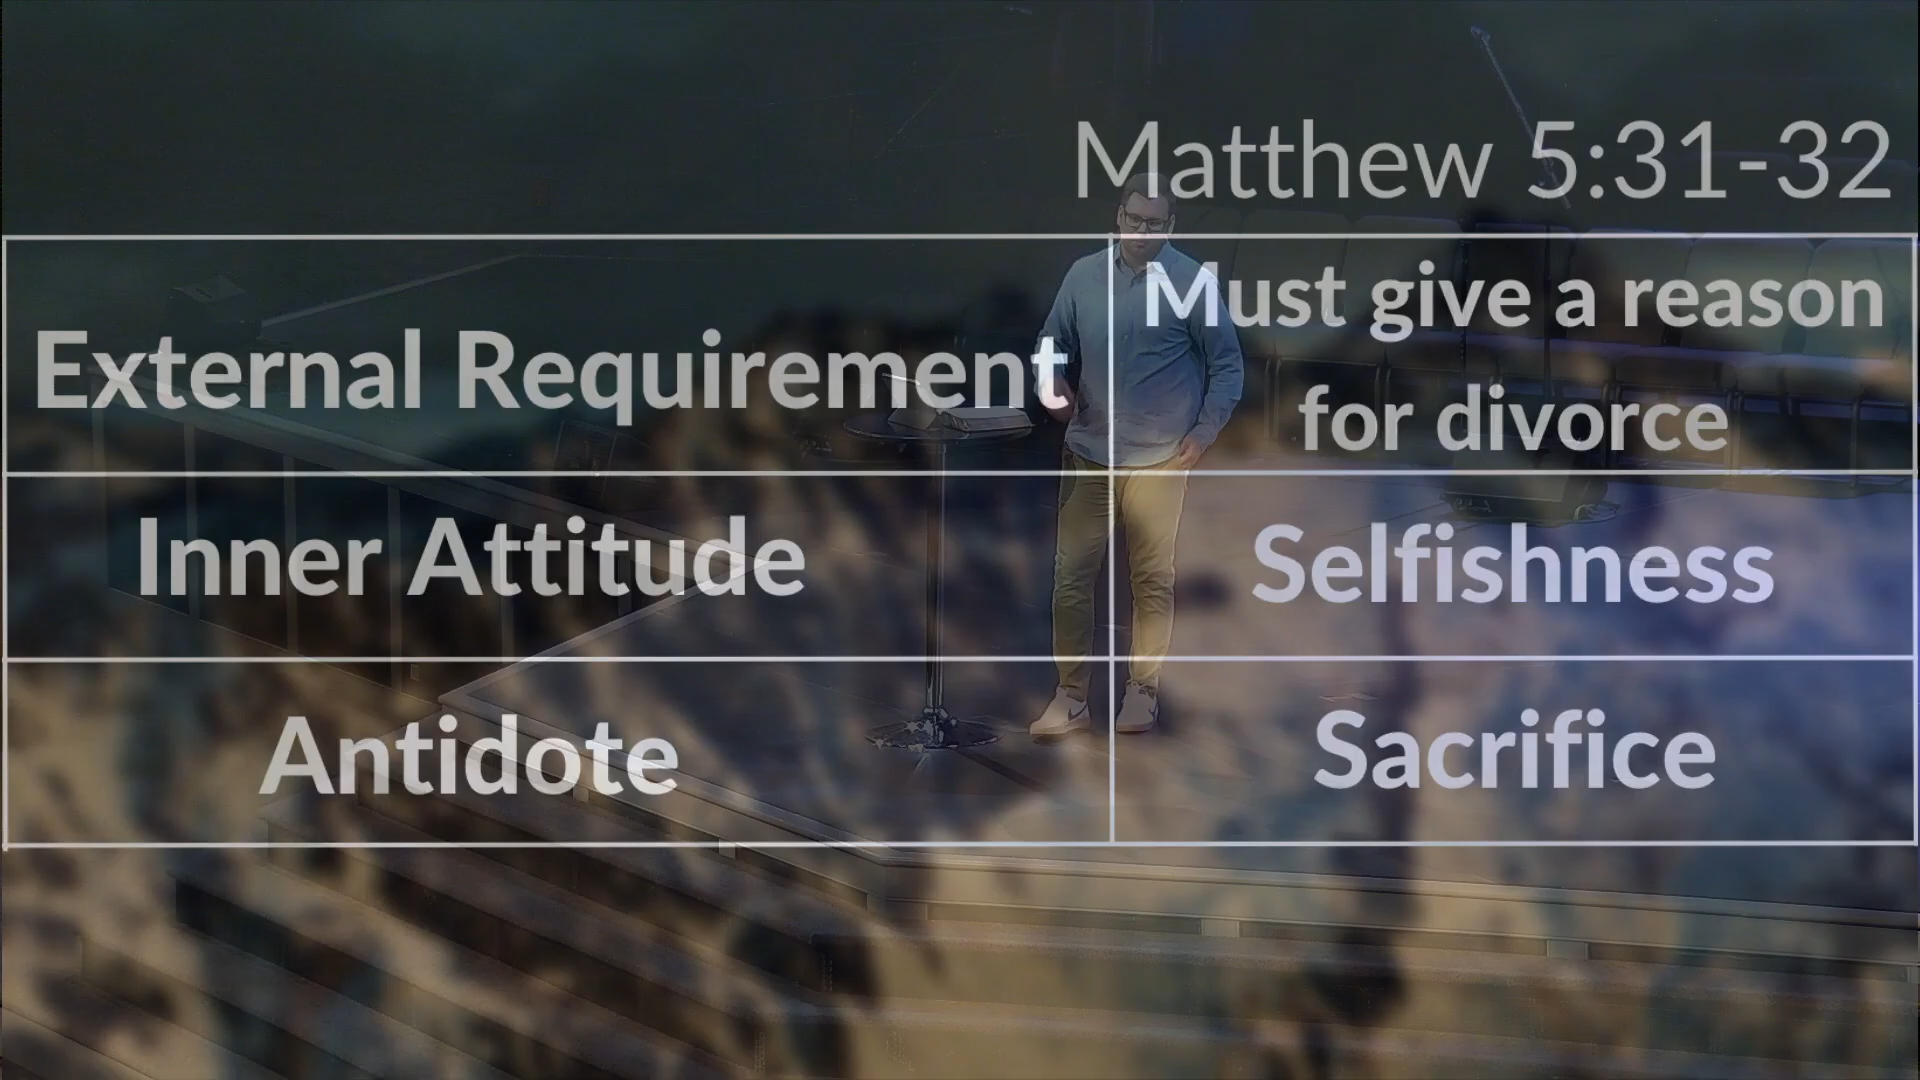 Matthew 5:31-32
External Requirement
Must give a reason
for divorce
Inner Attitude
Selfishness
Antidote
Sacrifice